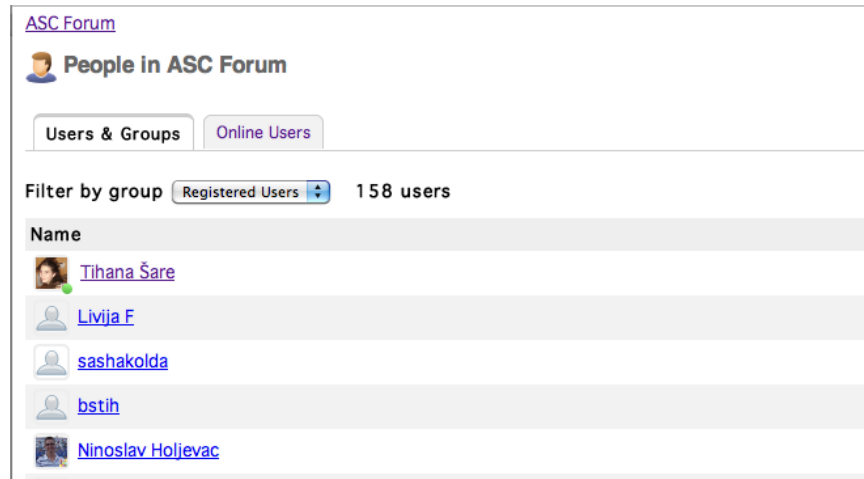 ASC Forum
People in ASC Forum
Users & Groups Online Users
Filter by group Registered Users 158 users
Name
Tihana Šare
Livija F
sashakolda
bstih
Ninoslav Holjevac